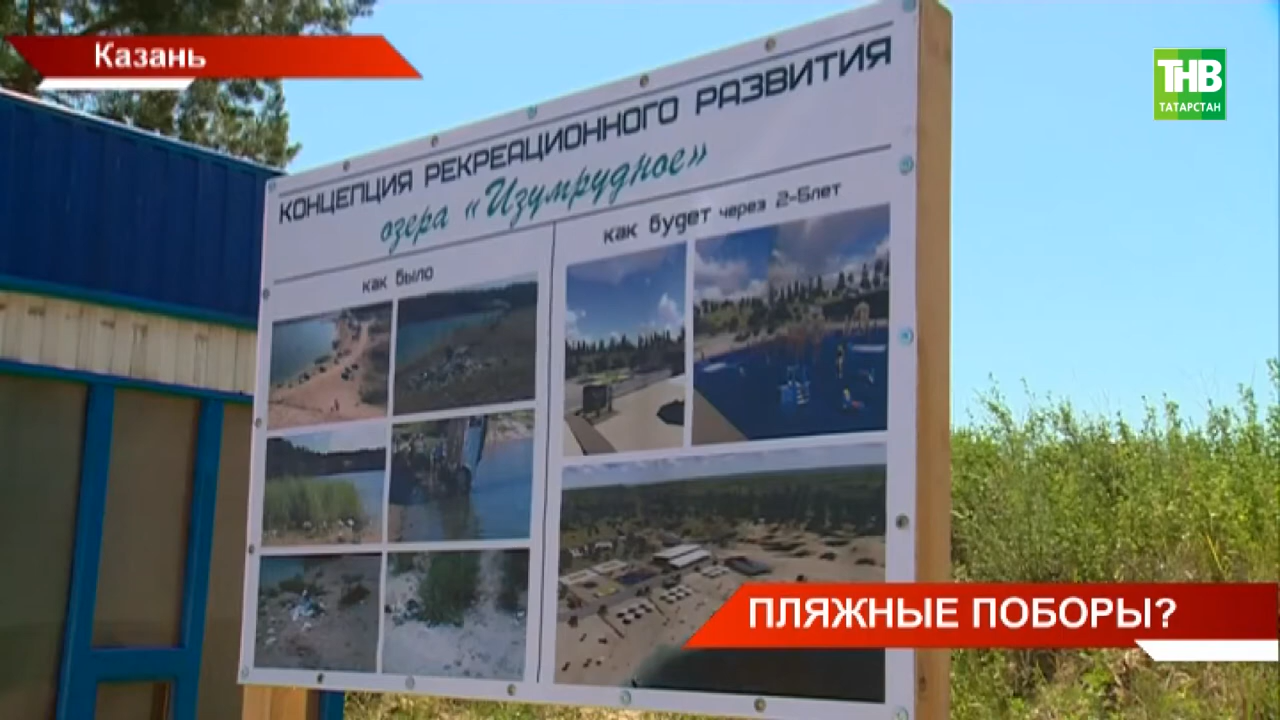 Казань
ТНВ
ТАТАРСТАН
КОНЦЕПЦИЯ РЕКРЕАЦИОННОГО РАЗВИТИЯ
озера «Изумрудное»
как было
как будет через 2-5лет
ПЛЯЖНЫЕ ПОБОРЫ?